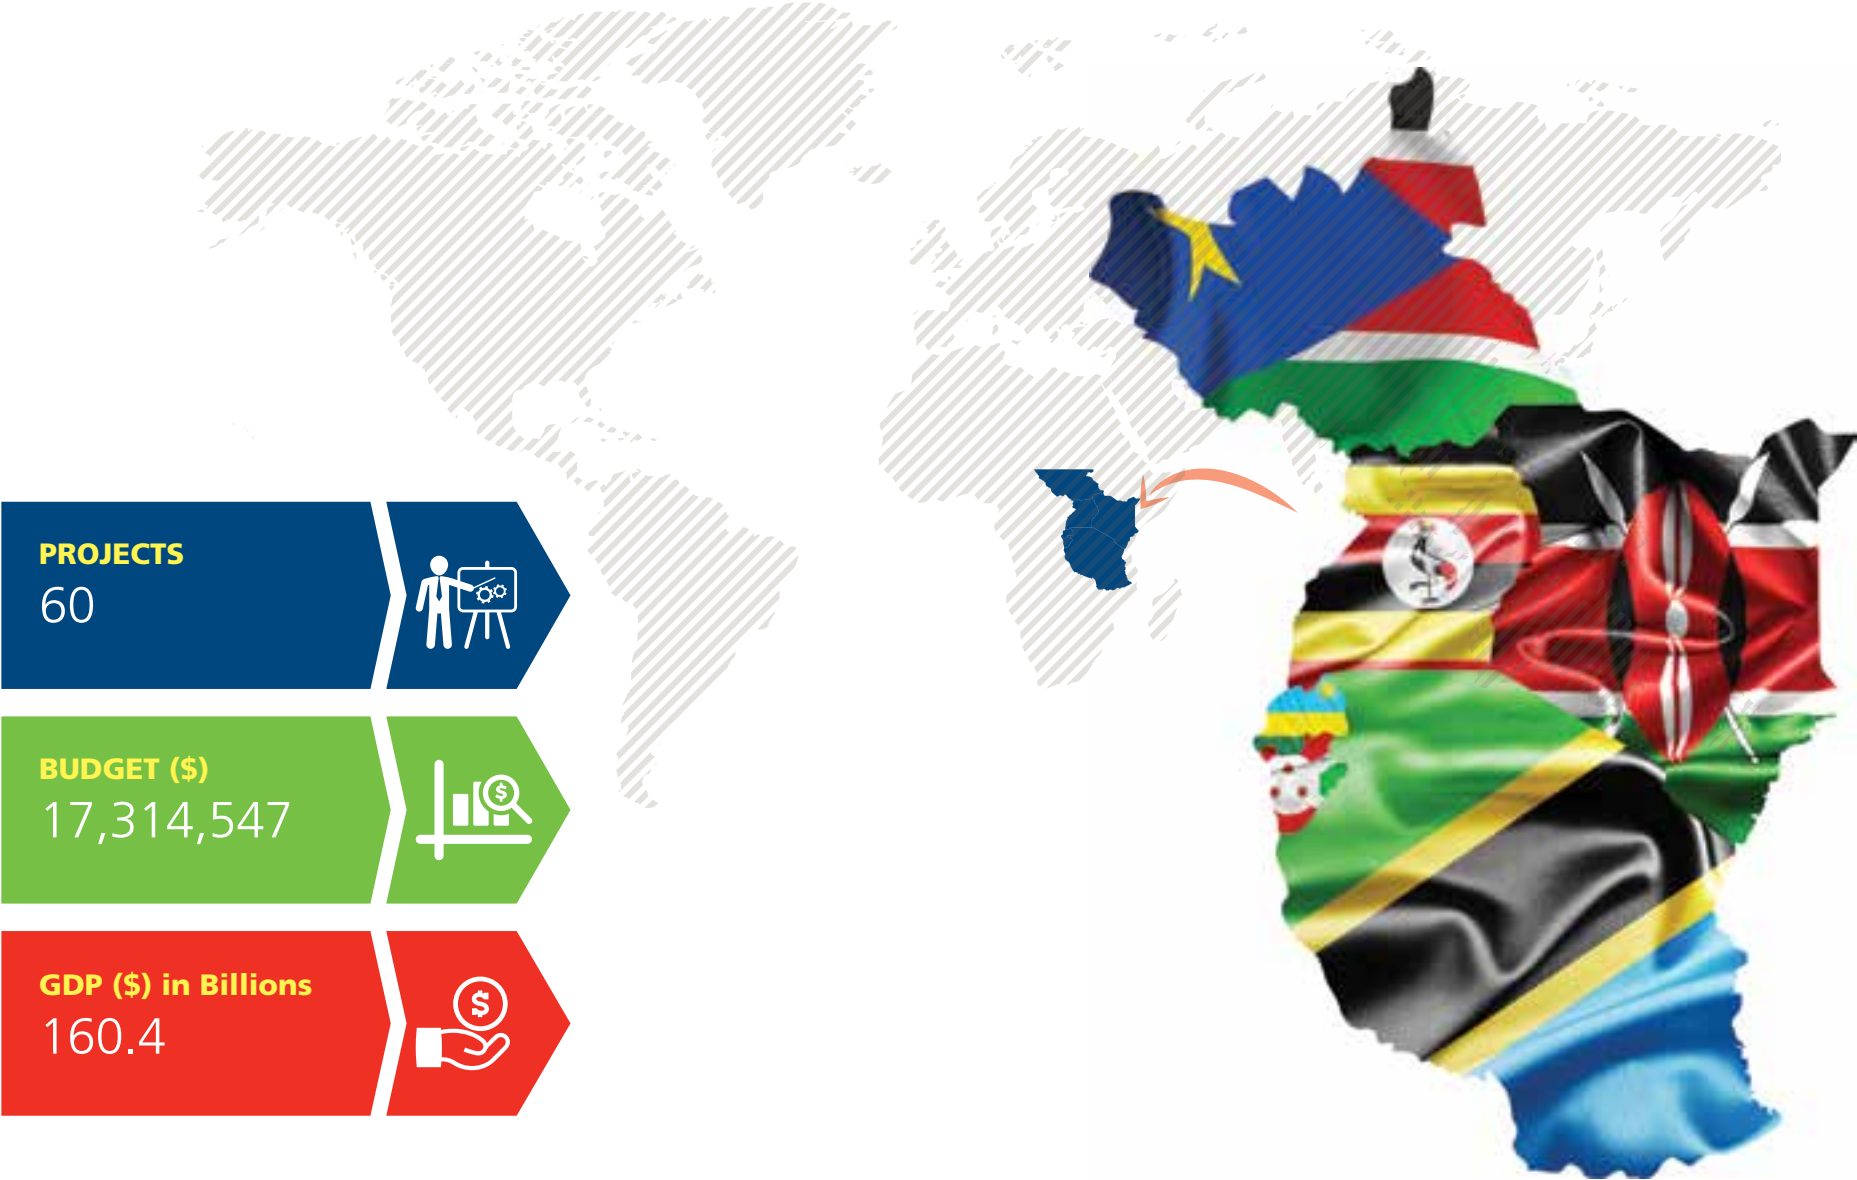 PROJECTS
60
BUDGET ($)
17,314,547
$
GDP ($) in Billions
160.4
$